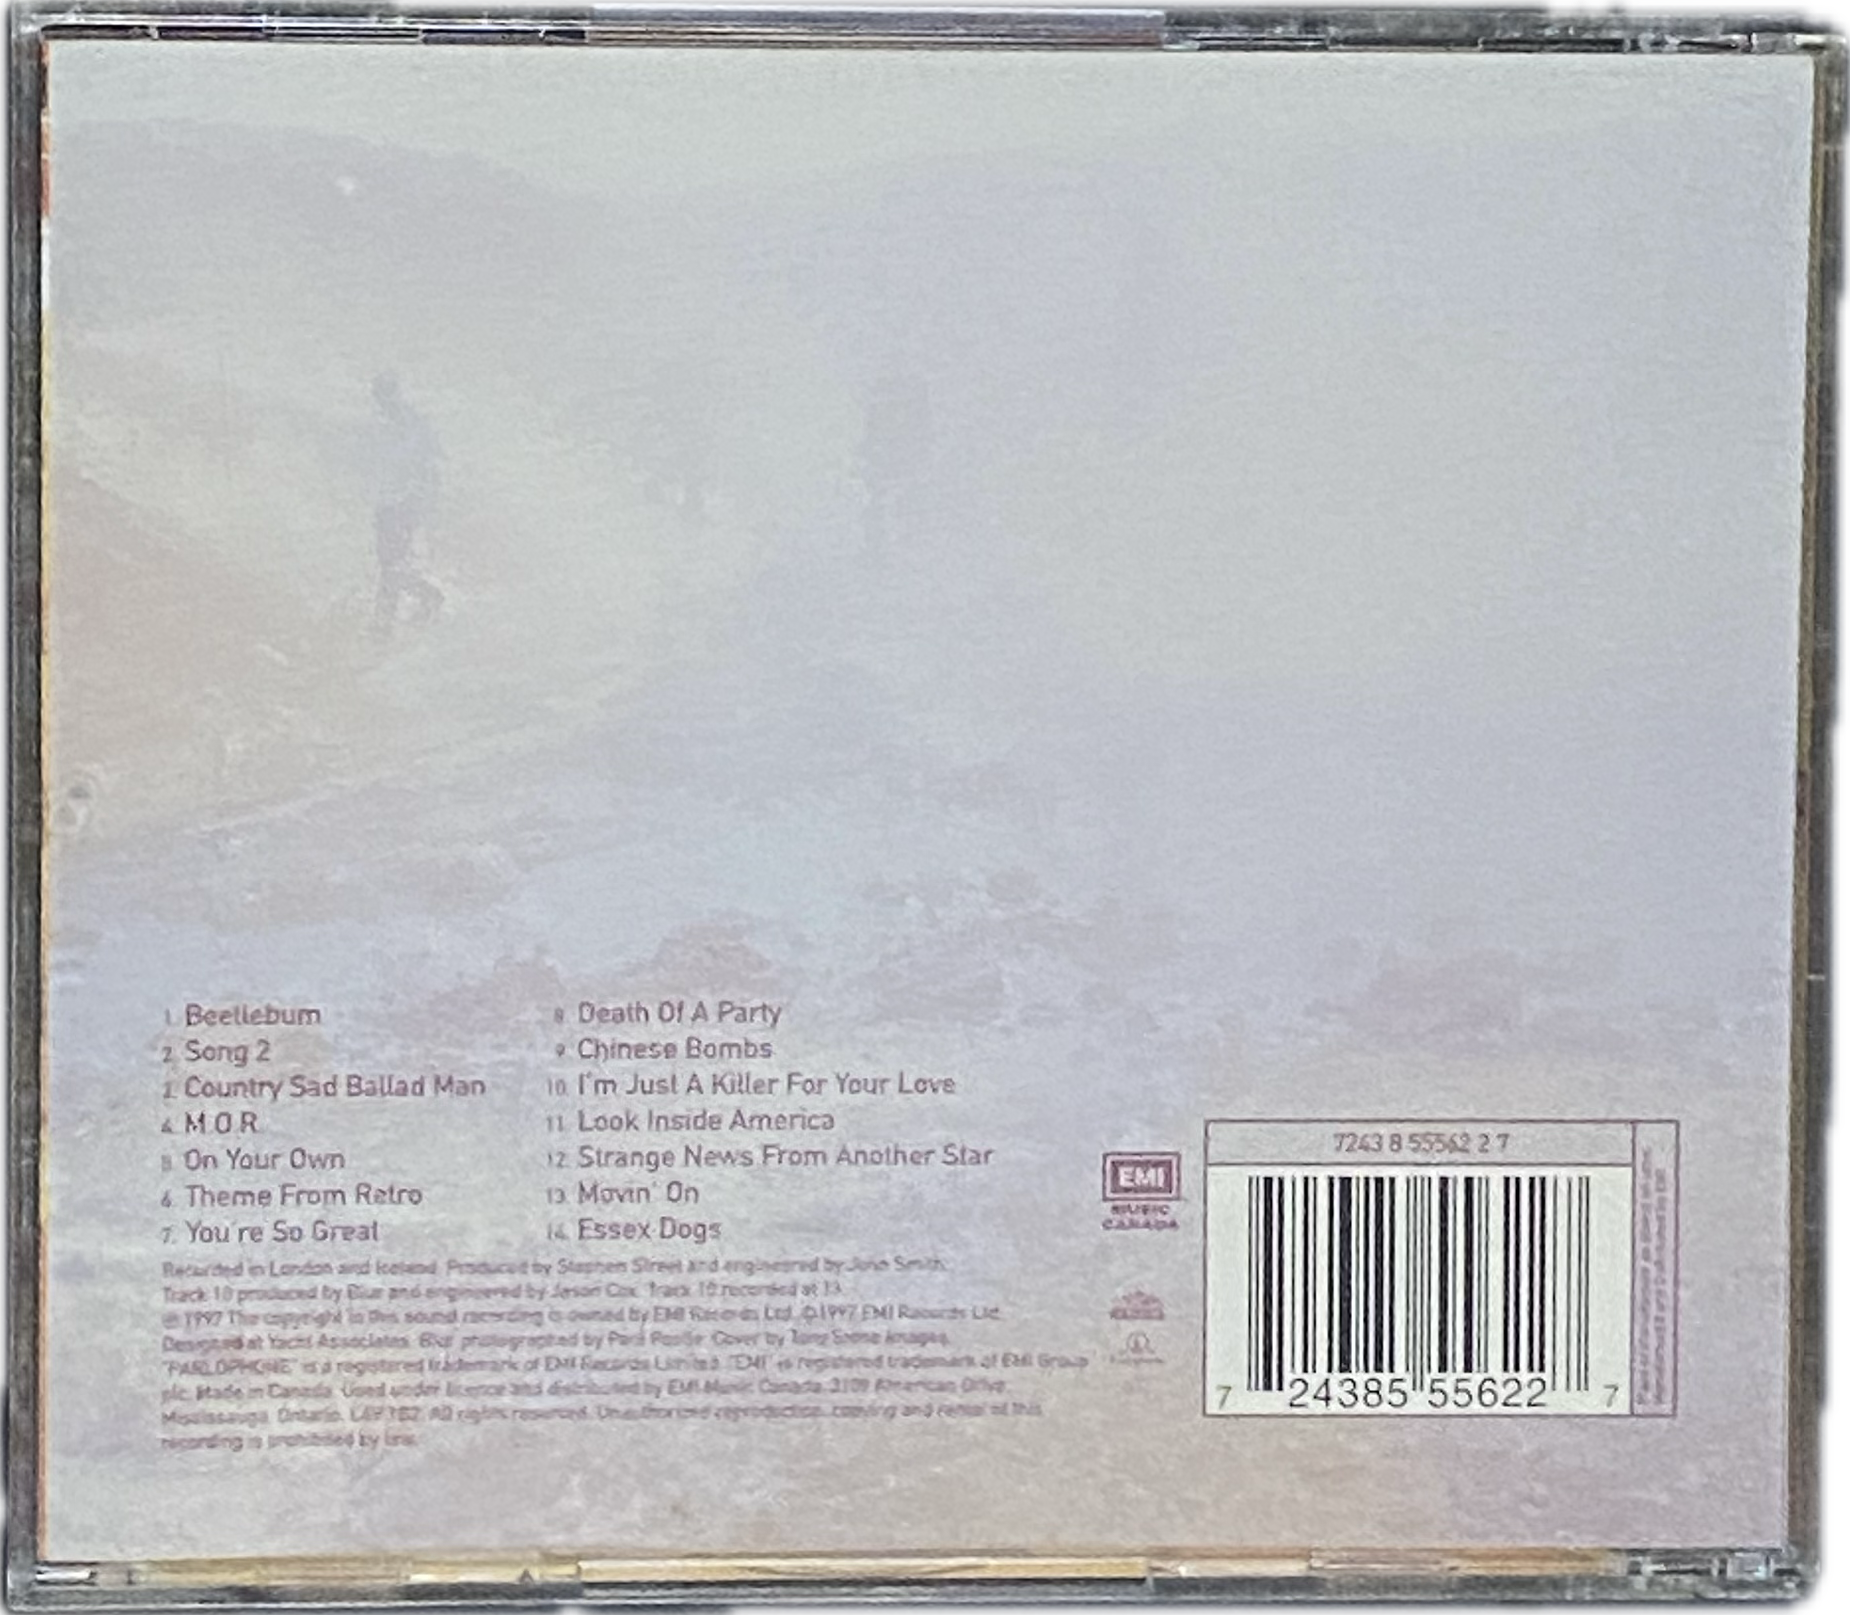 1. Beetlebum
2. Song 2
3. Country Sad Ballad Man
4. M.O.R.
5. On Your Own
6. Theme From Retro
7. You're So Great
8. Death Of A Party
9. Chinese Bombs
10. I'm Just A Killer For Your Love
11. Look Inside America
12. Strange News From Another Star
13. Movin' On
14. Essex Dogs
Recorded in London and Iceland. Produced by Stephen Street and engineered by John Smith.
Track 10 produced by Blur and engineered by Jason Cox. Track 10 recorded at 13.
℗ 1997 The copyright in this sound recording is owned by EMI Records Ltd. © 1997 EMI Records Ltd.
Designed at Yacht Associates. Blur photographed by Paul Postle. Cover by Tony Stone Images.
"PARLOPHONE" is a registered trademark of EMI Records Limited. "EMI" is registered trademark of EMI Group
plc. Made in Canada. Used under licence and distributed by EMI Music Canada. 3109 American Drive,
Mississauga, Ontario, L4V 1B2. All rights reserved. Unauthorized reproduction, copying and rental of this
recording is prohibited by law.
EMI
MUSIC
CANADA
7243 8 55562 2 7
7 24385 55622 7